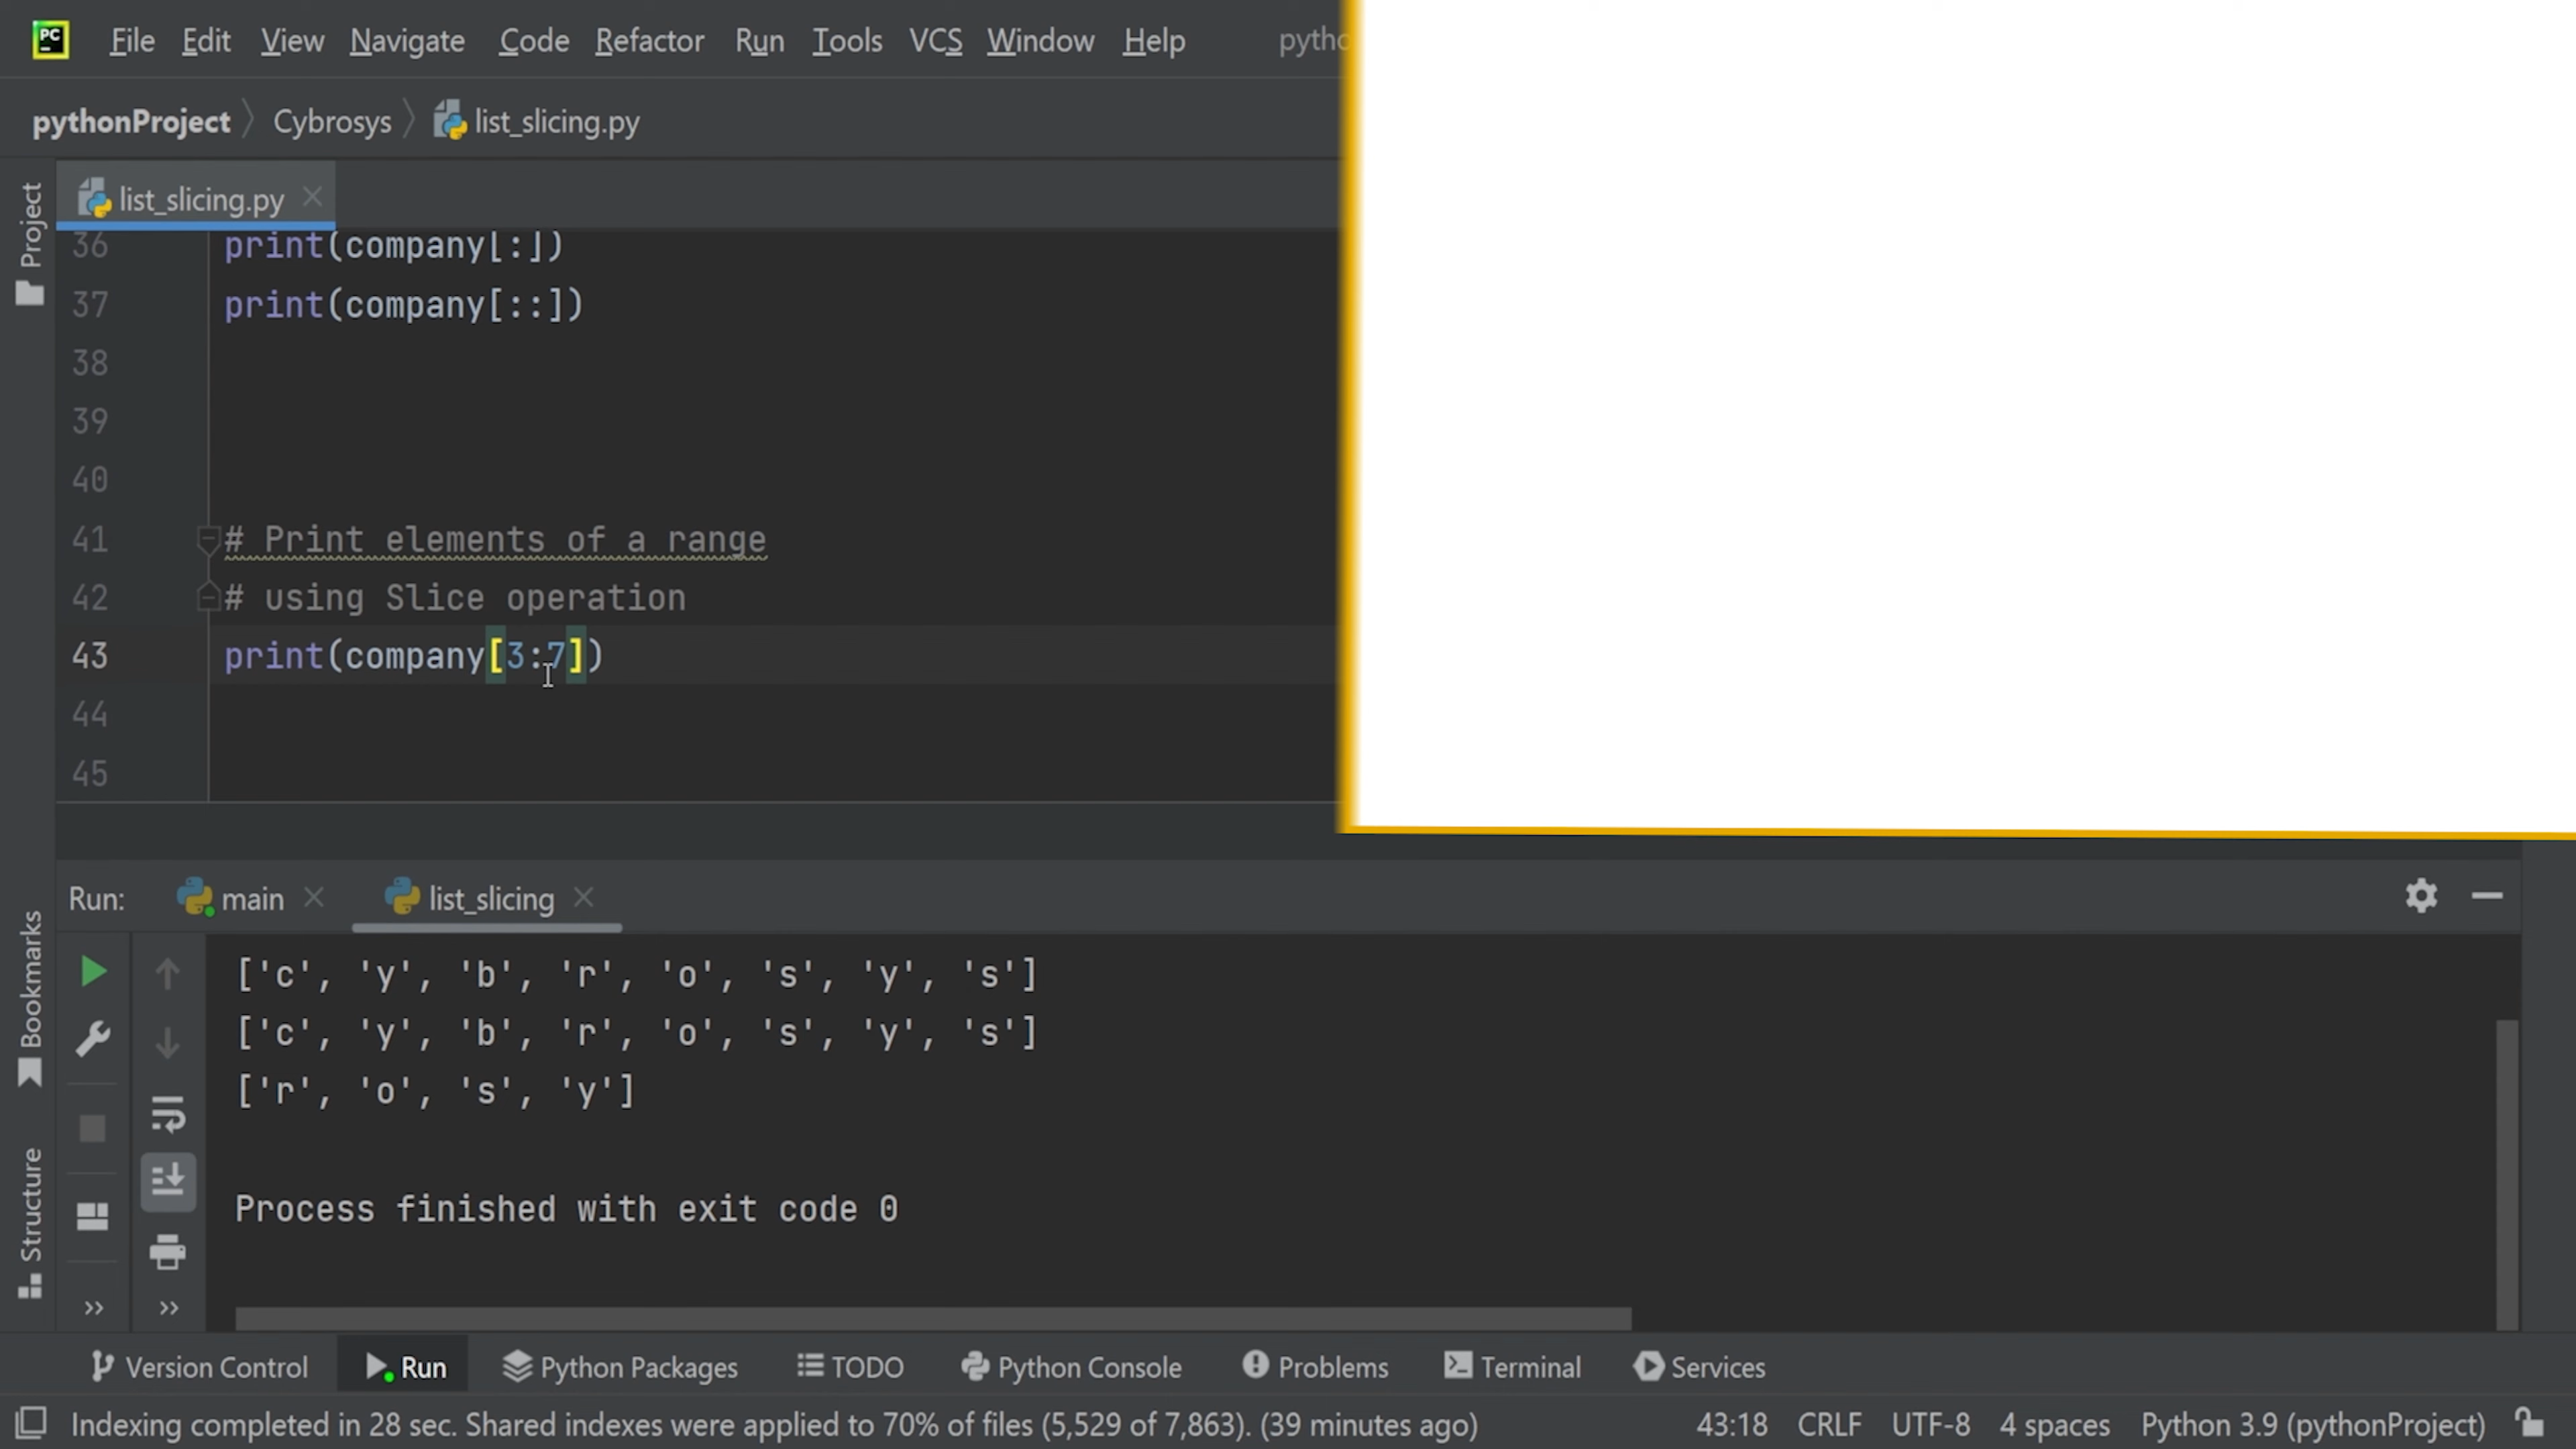 PC
File Edit View Navigate Code Refactor Run Tools VCS Window Help
pythonProject Cybrosys list_slicing.py
Project
list_slicing.py
36 print(company[:])
37 print(company[::])
38
39
40
41 # Print elements of a range
42 # using Slice operation
43 print(company[3:7])
44
45
Run: main list_slicing
['c', 'y', 'b', 'r', 'o', 's', 'y', 's']
['c', 'y', 'b', 'r', 'o', 's', 'y', 's']
['r', 'o', 's', 'y']
Process finished with exit code 0
Bookmarks
Structure
Version Control Run Python Packages TODO Python Console Problems Terminal Services
Indexing completed in 28 sec. Shared indexes were applied to 70% of files (5,529 of 7,863). (39 minutes ago) 43:18 CRLF UTF-8 4 spaces Python 3.9 (pythonProject)